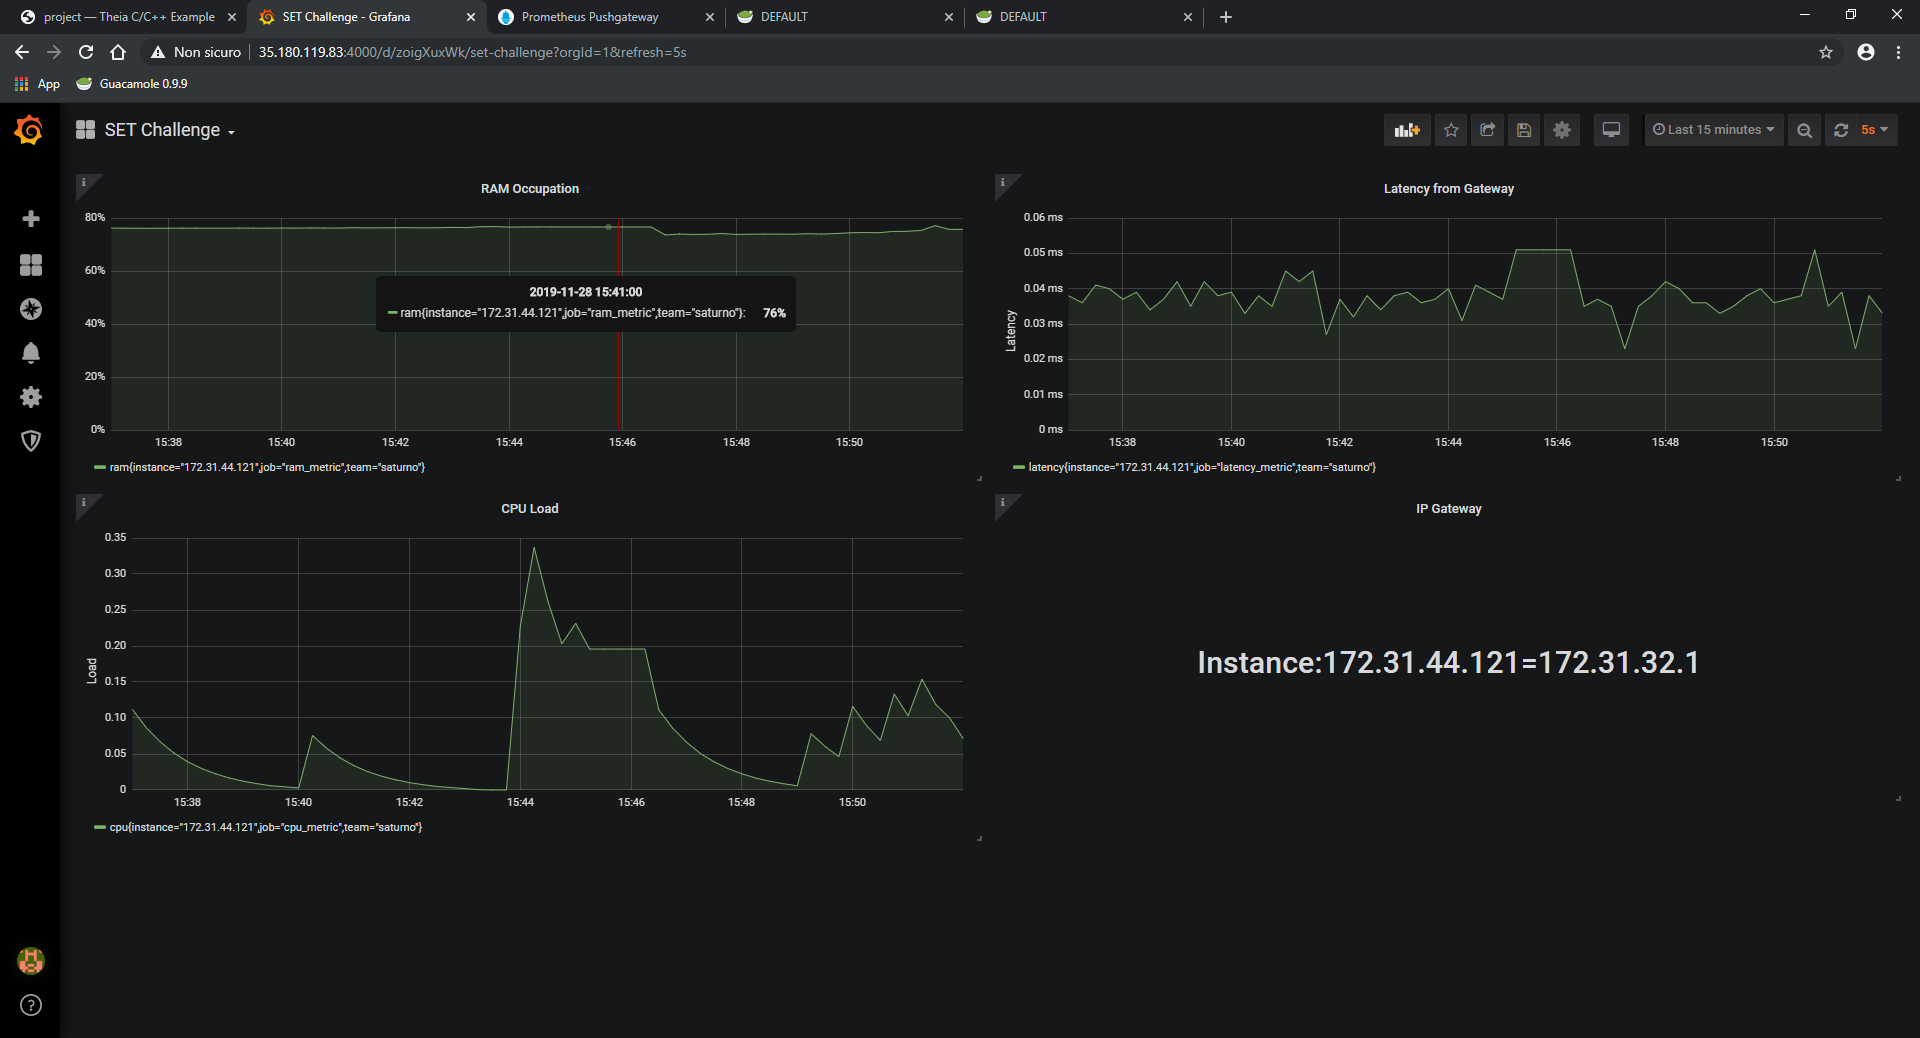 project — Theia C/C++ Example
SET Challenge - Grafana
Prometheus Pushgateway
DEFAULT
DEFAULT
Non sicuro
35.180.119.83:4000/d/zoigXuxWk/set-challenge?orgId=1&refresh=5s
App
Guacamole 0.9.9
SET Challenge
Last 15 minutes
5s
RAM Occupation
80%
60%
40%
20%
0%
15:38 15:40 15:42 15:44 15:46 15:48 15:50
2019-11-28 15:41:00
ram{instance="172.31.44.121",job="ram_metric",team="saturno"}: 76%
ram{instance="172.31.44.121",job="ram_metric",team="saturno"}
Latency from Gateway
Latency
0.06 ms
0.05 ms
0.04 ms
0.03 ms
0.02 ms
0.01 ms
0 ms
15:38 15:40 15:42 15:44 15:46 15:48 15:50
latency{instance="172.31.44.121",job="latency_metric",team="saturno"}
CPU Load
Load
0.35
0.30
0.25
0.20
0.15
0.10
0.05
0
15:38 15:40 15:42 15:44 15:46 15:48 15:50
cpu{instance="172.31.44.121",job="cpu_metric",team="saturno"}
IP Gateway
Instance:172.31.44.121=172.31.32.1